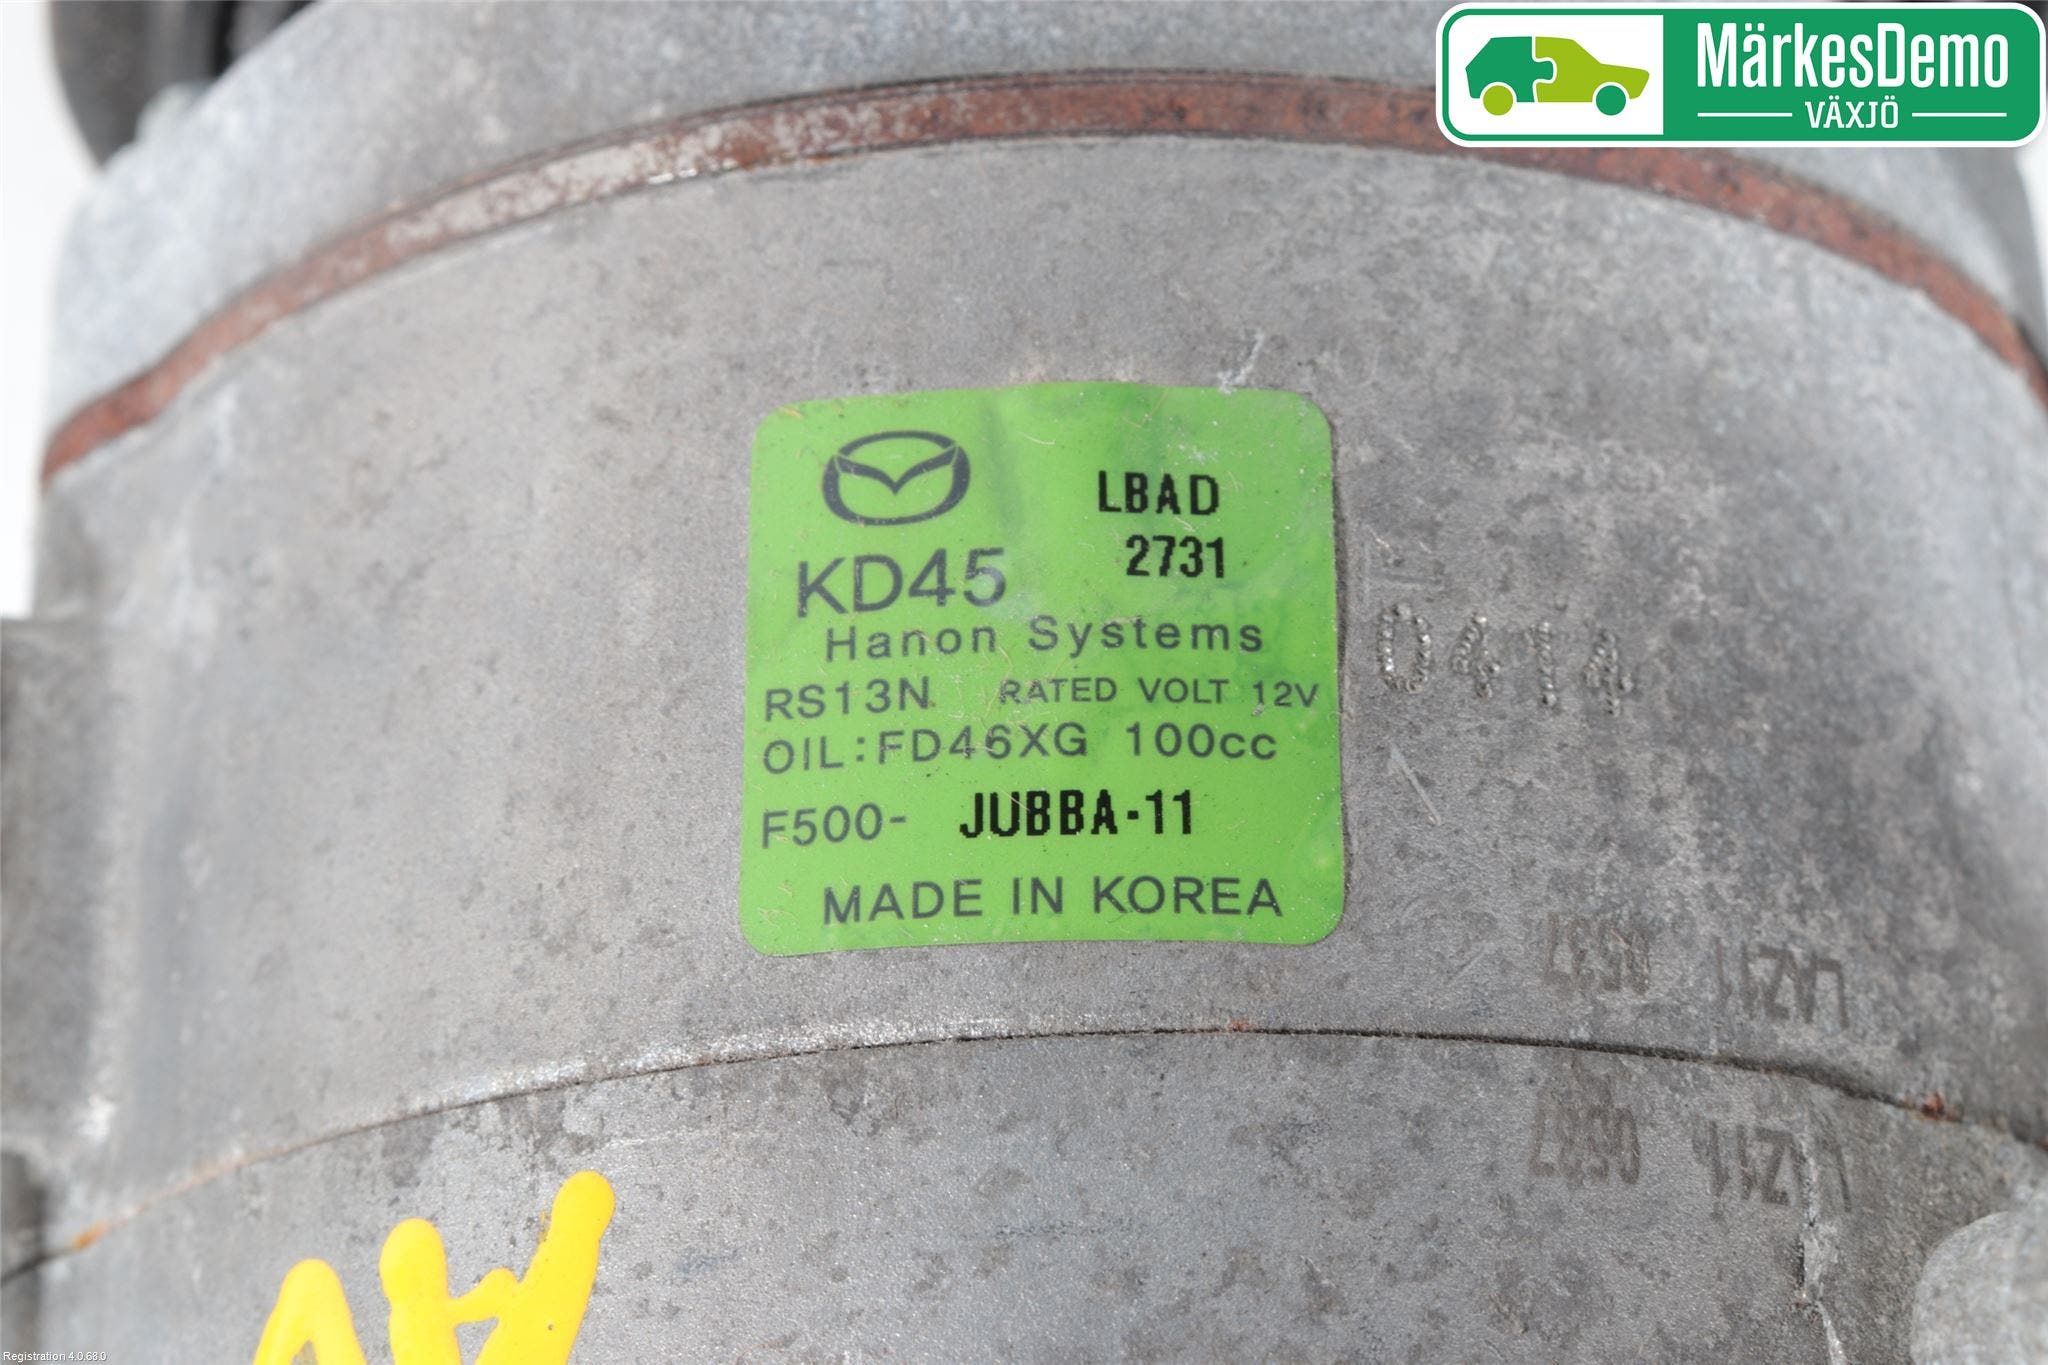 MärkesDemo
VÄXJÖ
LBAD
2731
KD45
Hanon Systems
RS13N RATED VOLT 12V
OIL:FD46XG 100cc
F500- JUBBA-11
MADE IN KOREA
0414
LAZ11
Registration 4.0.68.0